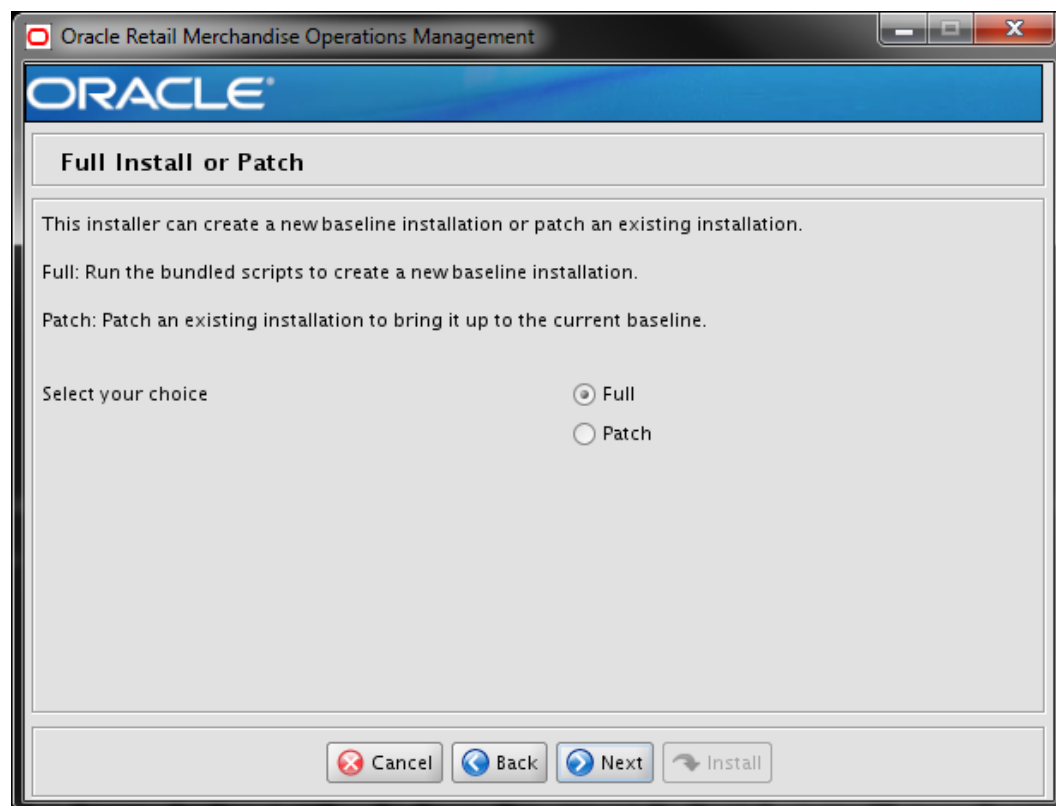 Oracle Retail Merchandise Operations Management
ORACLE®
Full Install or Patch
This installer can create a new baseline installation or patch an existing installation.
Full: Run the bundled scripts to create a new baseline installation.
Patch: Patch an existing installation to bring it up to the current baseline.
Select your choice
Full
Patch
Cancel
Back
Next
Install